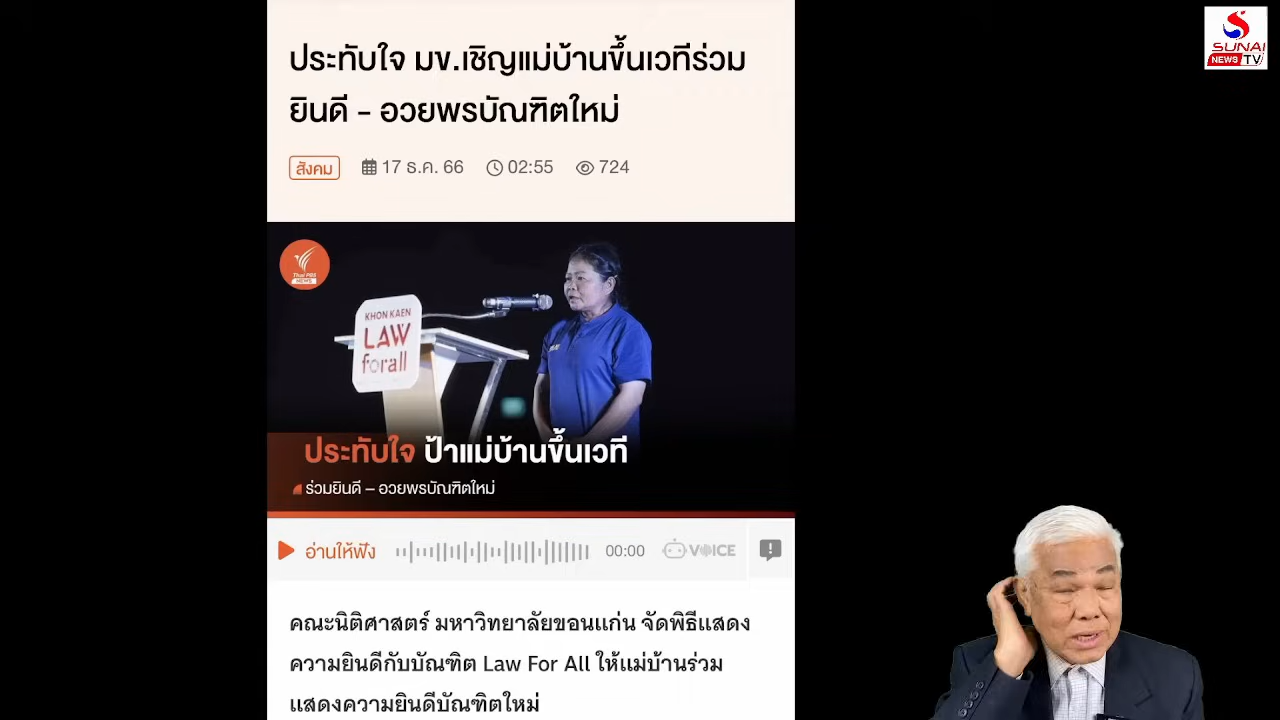 ประทับใจ มข.เชิญแม่บ้านขึ้นเวทีร่วม
ยินดี - อวยพรบัณฑิตใหม่
สังคม 17 ธ.ค. 66 02:55 724
Thai PBS
NEWS
KHON KAEN
LAW
for all
ประทับใจ ป้าแม่บ้านขึ้นเวที
ร่วมยินดี – อวยพรบัณฑิตใหม่
อ่านให้ฟัง 00:00 VOICE
คณะนิติศาสตร์ มหาวิทยาลัยขอนแก่น จัดพิธีแสดง
ความยินดีกับบัณฑิต Law For All ให้แม่บ้านร่วม
แสดงความยินดีบัณฑิตใหม่
SUNAI
NEWS TV